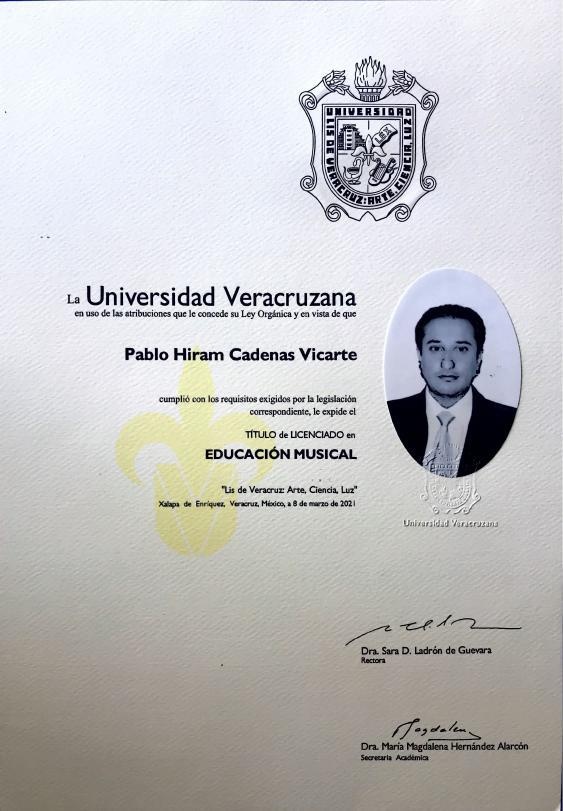 UNIVERSIDAD
LIS DE VERACRUZ: ARTE, CIENCIA, LUZ
LEX
La Universidad Veracruzana
en uso de las atribuciones que le concede su Ley Orgánica y en vista de que
Pablo Hiram Cadenas Vicarte
cumplió con los requisitos exigidos por la legislación
correspondiente, le expide el
TÍTULO de LICENCIADO en
EDUCACIÓN MUSICAL
"Lis de Veracruz: Arte, Ciencia, Luz"
Xalapa de Enríquez, Veracruz, México, a 8 de marzo de 2021
Universidad Veracruzana
Dra. Sara D. Ladrón de Guevara
Rectora
Magdalena
Dra. María Magdalena Hernández Alarcón
Secretaria Académica